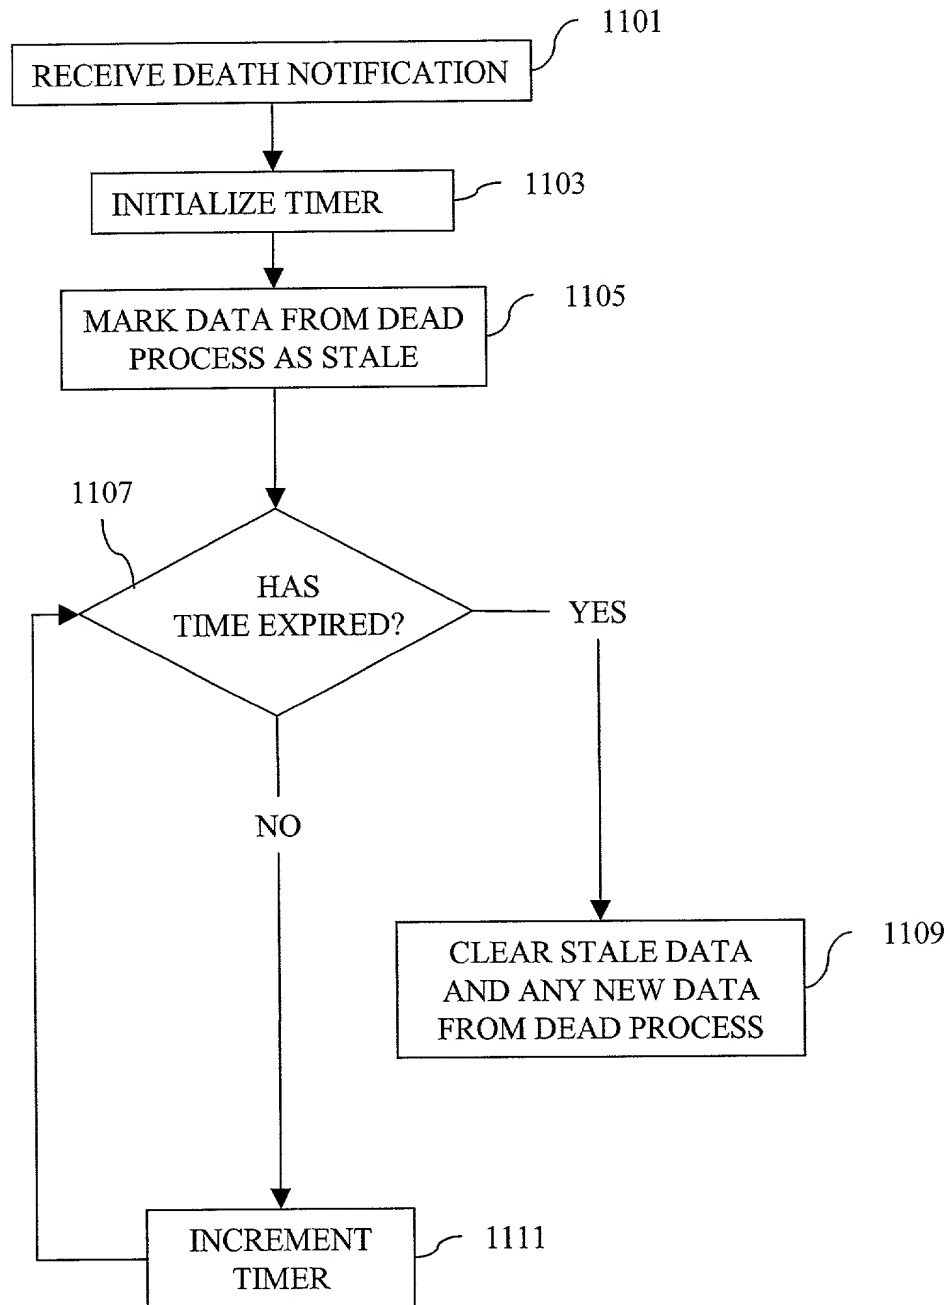 1101
RECEIVE DEATH NOTIFICATION
1103
INITIALIZE TIMER
1105
MARK DATA FROM DEAD
PROCESS AS STALE
1107
HAS
TIME EXPIRED?
YES
NO
1109
CLEAR STALE DATA
AND ANY NEW DATA
FROM DEAD PROCESS
1111
INCREMENT
TIMER